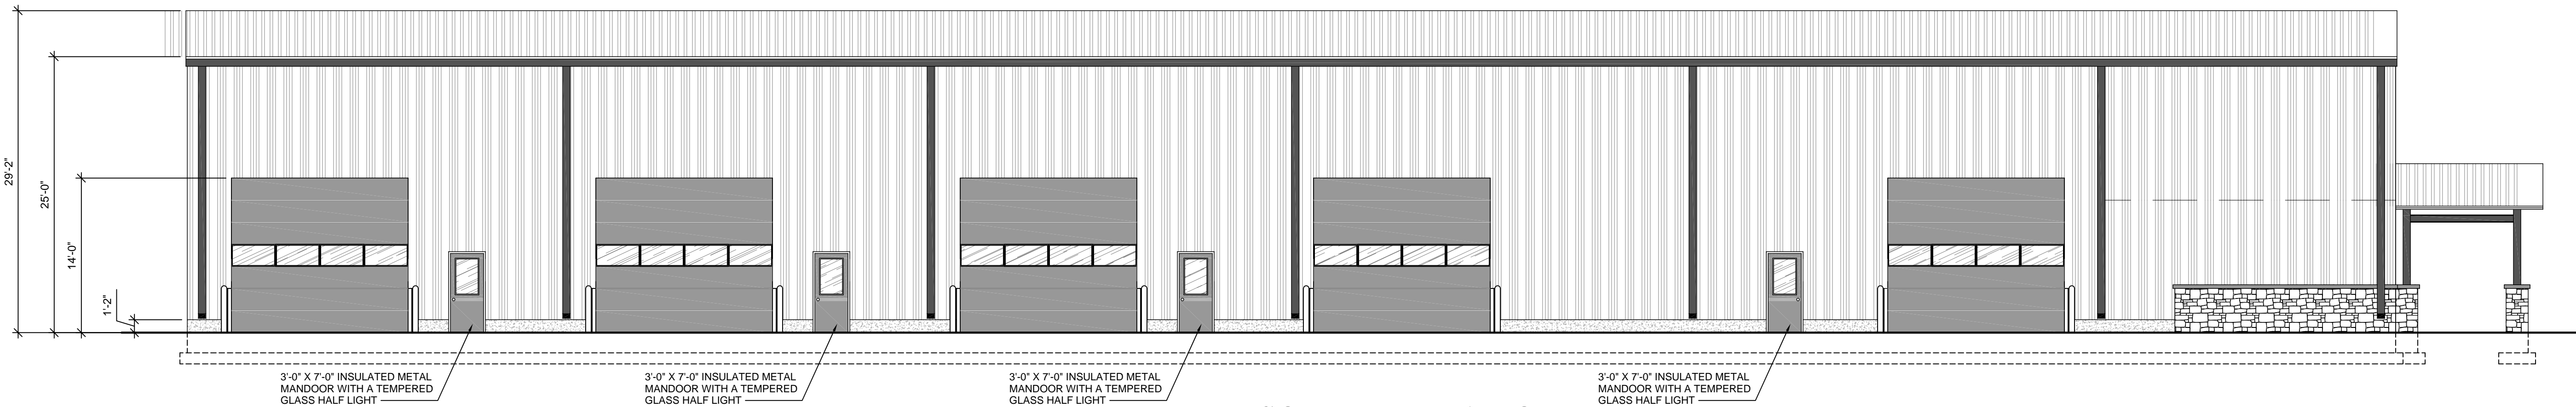 29'-2"
25'-0"
14'-0"
1'-2"
3'-0" X 7'-0" INSULATED METAL
MANDOOR WITH A TEMPERED
GLASS HALF LIGHT
3'-0" X 7'-0" INSULATED METAL
MANDOOR WITH A TEMPERED
GLASS HALF LIGHT
3'-0" X 7'-0" INSULATED METAL
MANDOOR WITH A TEMPERED
GLASS HALF LIGHT
3'-0" X 7'-0" INSULATED METAL
MANDOOR WITH A TEMPERED
GLASS HALF LIGHT